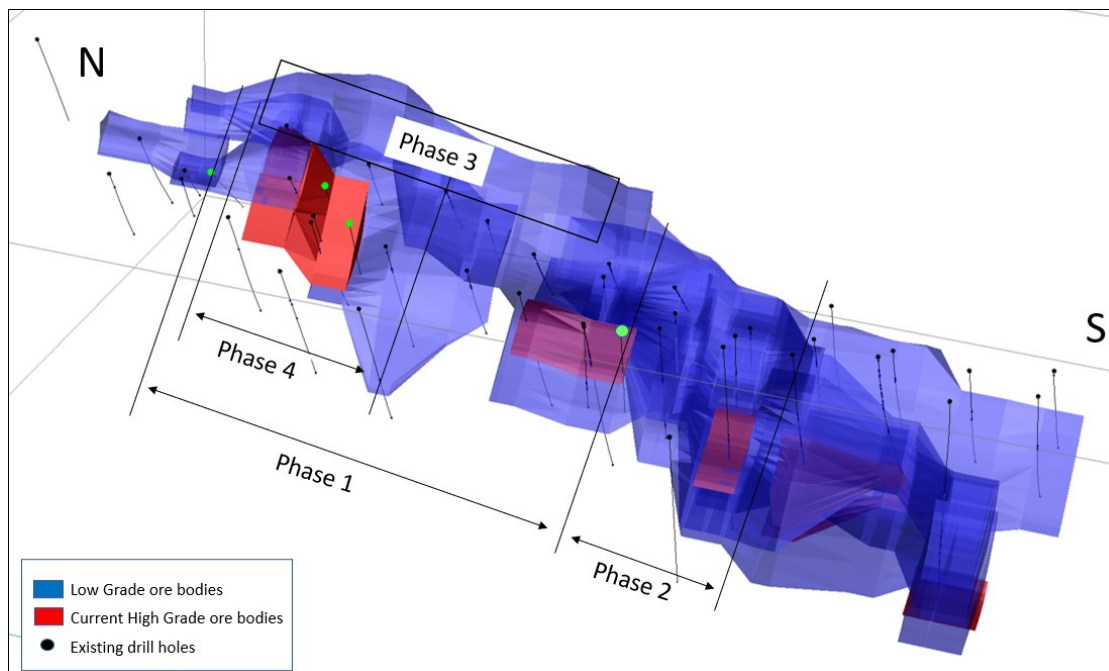 N
Phase 3
S
Phase 4
Phase 1
Phase 2
Low Grade ore bodies
Current High Grade ore bodies
Existing drill holes